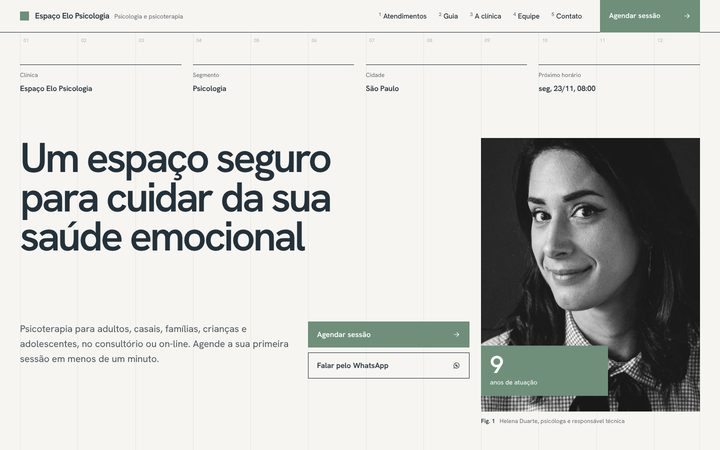 Espaço Elo Psicologia Psicologia e psicoterapia
1 Atendimentos 2 Guia 3 A clínica 4 Equipe 5 Contato
Agendar sessão
01 02 03 04 05 06 07 08 09 10 11 12
Clínica
Espaço Elo Psicologia
Segmento
Psicologia
Cidade
São Paulo
Próximo horário
seg, 23/11, 08:00
Um espaço seguro
para cuidar da sua
saúde emocional
Psicoterapia para adultos, casais, famílias, crianças e
adolescentes, no consultório ou on-line. Agende a sua primeira
sessão em menos de um minuto.
Agendar sessão
Falar pelo WhatsApp
9
anos de atuação
Fig. 1 Helena Duarte, psicóloga e responsável técnica